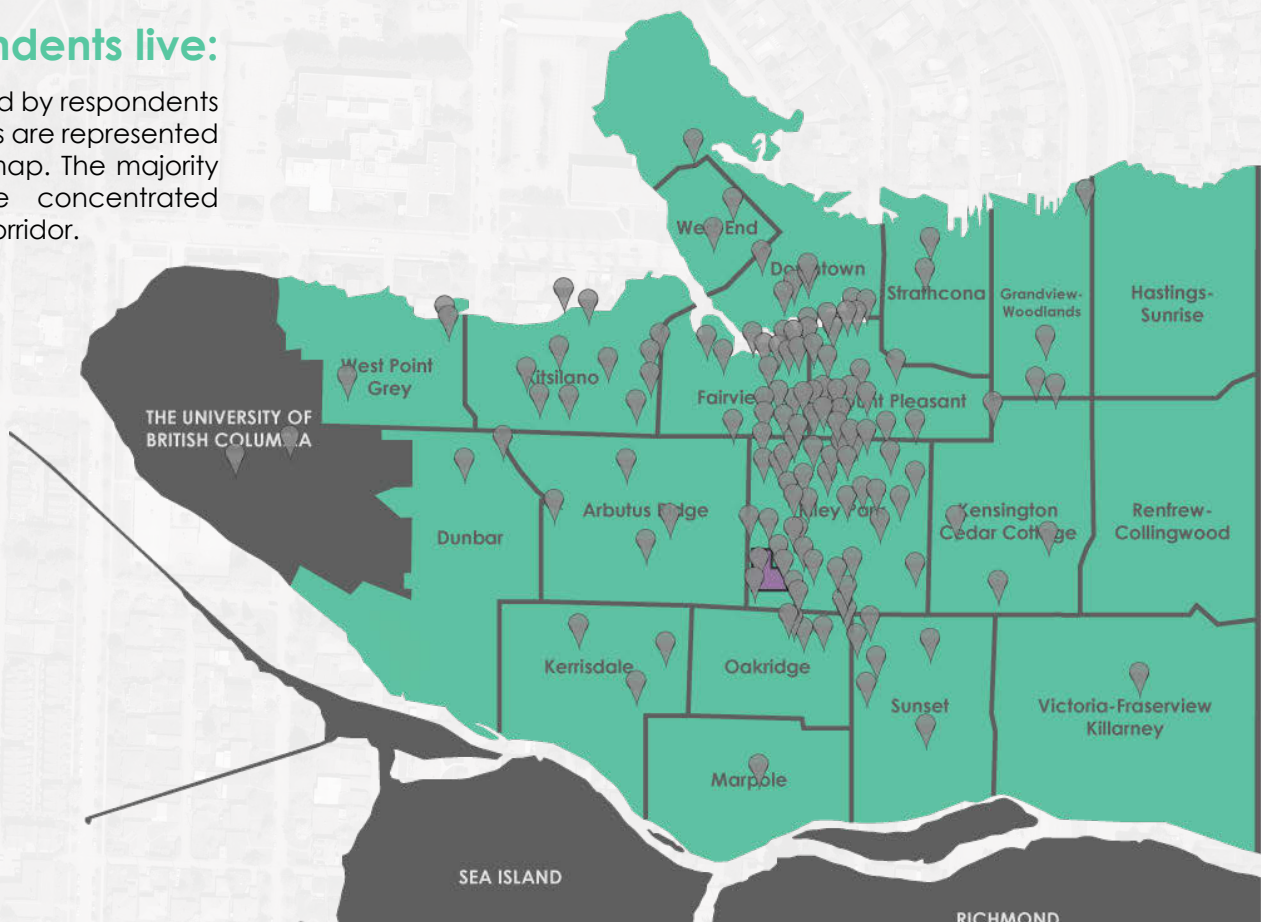 ndents live:
d by respondents
s are represented
nap. The majority
e concentrated
orridor.
West End
Downtown
Strathcona
Grandview-
Woodlands
Hastings-
Sunrise
West Point
Grey
Kitsilano
Fairview
Mount Pleasant
THE UNIVERSITY OF
BRITISH COLUMBIA
Dunbar
Arbutus Ridge
Riley Park
Kensington
Cedar Cottage
Renfrew-
Collingwood
Kerrisdale
Oakridge
Sunset
Victoria-Fraserview
Killarney
Marpole
SEA ISLAND
RICHMOND